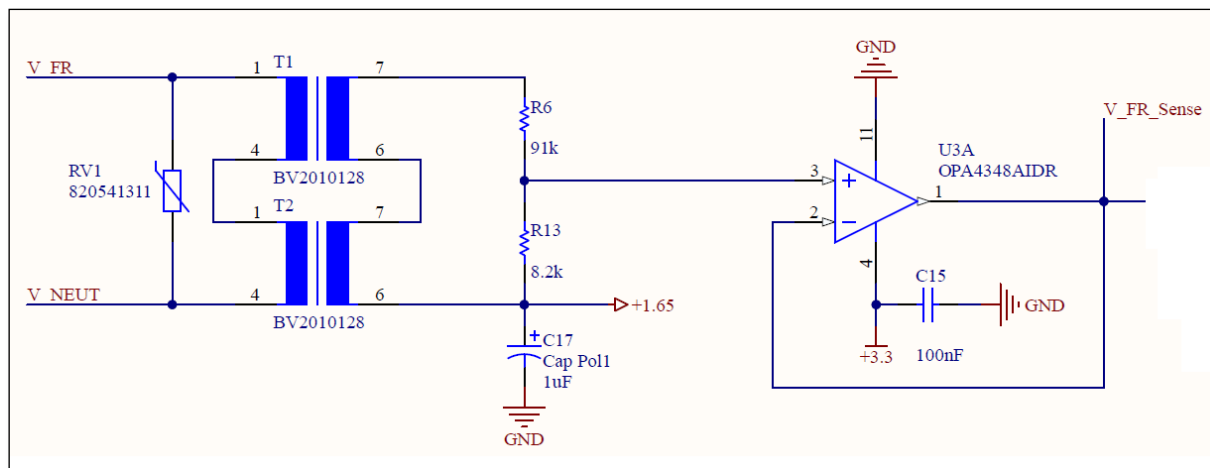 GND
V_FR
1
T1
7
V_FR_Sense
R6
11
U3A
OPA4348AIDR
91k
4
6
RV1
820541311
BV2010128
3
+
1
1
T2
7
2
−
R13
8.2k
4
C15
V_NEUT
4
6
+1.65
GND
BV2010128
+
C17
Cap Pol1
1uF
+3.3
100nF
GND